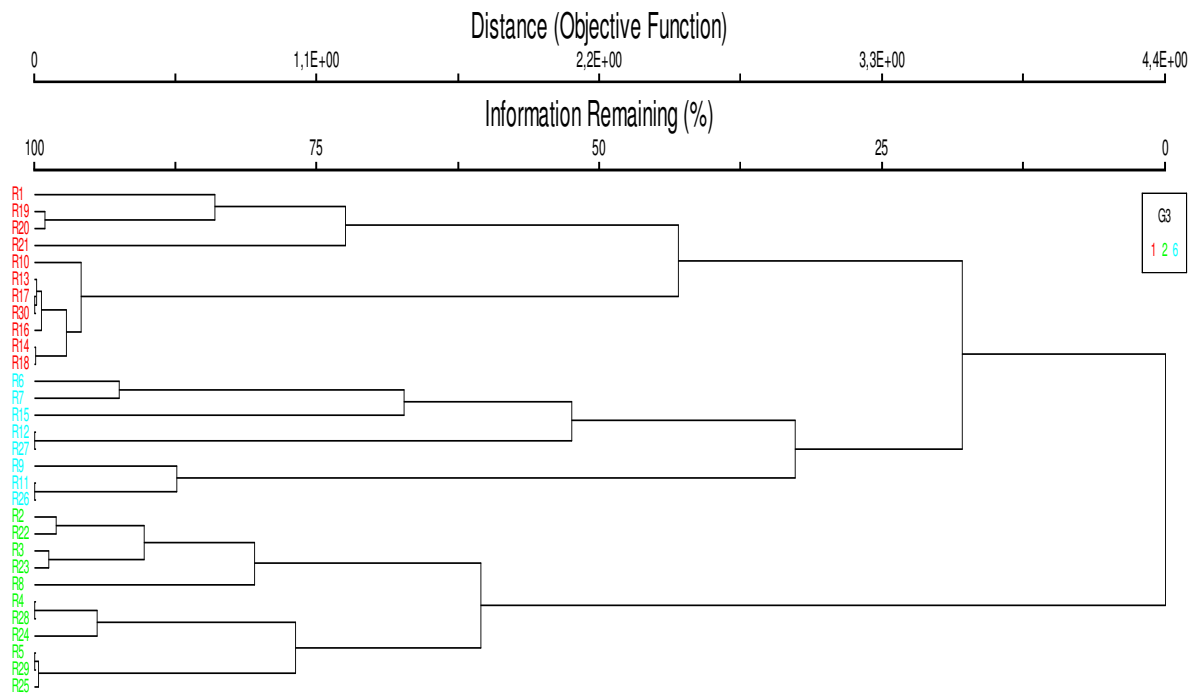 Distance (Objective Function)
0 1,1E+00 2,2E+00 3,3E+00 4,4E+00
Information Remaining (%)
100 75 50 25 0
R1
R19
R20
R21
R10
R13
R17
R30
R16
R14
R18
R6
R7
R15
R12
R27
R9
R11
R26
R2
R22
R3
R23
R8
R4
R28
R24
R5
R29
R25
G3
1 2 6